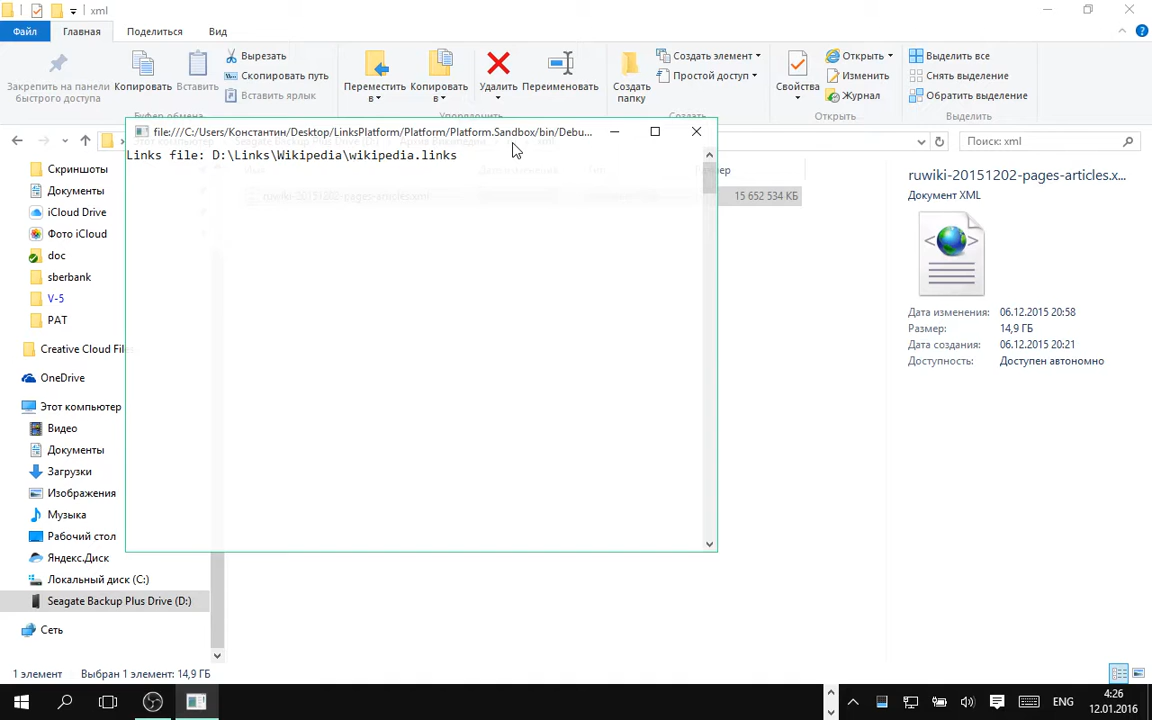 xml
Файл
Главная
Поделиться
Вид
Закрепить на панели
быстрого доступа
Копировать
Вставить
Вырезать
Скопировать путь
Вставить ярлык
Буфер обмена
Переместить
в
Копировать
в
Удалить
Переименовать
Упорядочить
Создать
папку
Создать элемент
Простой доступ
Свойства
Открыть
Изменить
Журнал
Открыть
Выделить все
Снять выделение
Обратить выделение
Выделить
Поиск: xml
file:///C:/Users/Константин/Desktop/LinksPlatform/Platform/Platform.Sandbox/bin/Debu...
Links file: D:\Links\Wikipedia\wikipedia.links
ruwiki-20151202-pages-articles.xml
15 652 534 КБ
Скриншоты
Документы
iCloud Drive
Фото iCloud
doc
sberbank
V-5
PAT
Creative Cloud File
OneDrive
Этот компьютер
Видео
Документы
Загрузки
Изображения
Музыка
Рабочий стол
Яндекс.Диск
Локальный диск (C:)
Seagate Backup Plus Drive (D:)
Сеть
ruwiki-20151202-pages-articles.x...
Документ XML
Дата изменения: 06.12.2015 20:58
Размер: 14,9 ГБ
Дата создания: 06.12.2015 20:21
Доступность: Доступен автономно
1 элемент
Выбран 1 элемент: 14,9 ГБ
ENG
4:26
12.01.2016